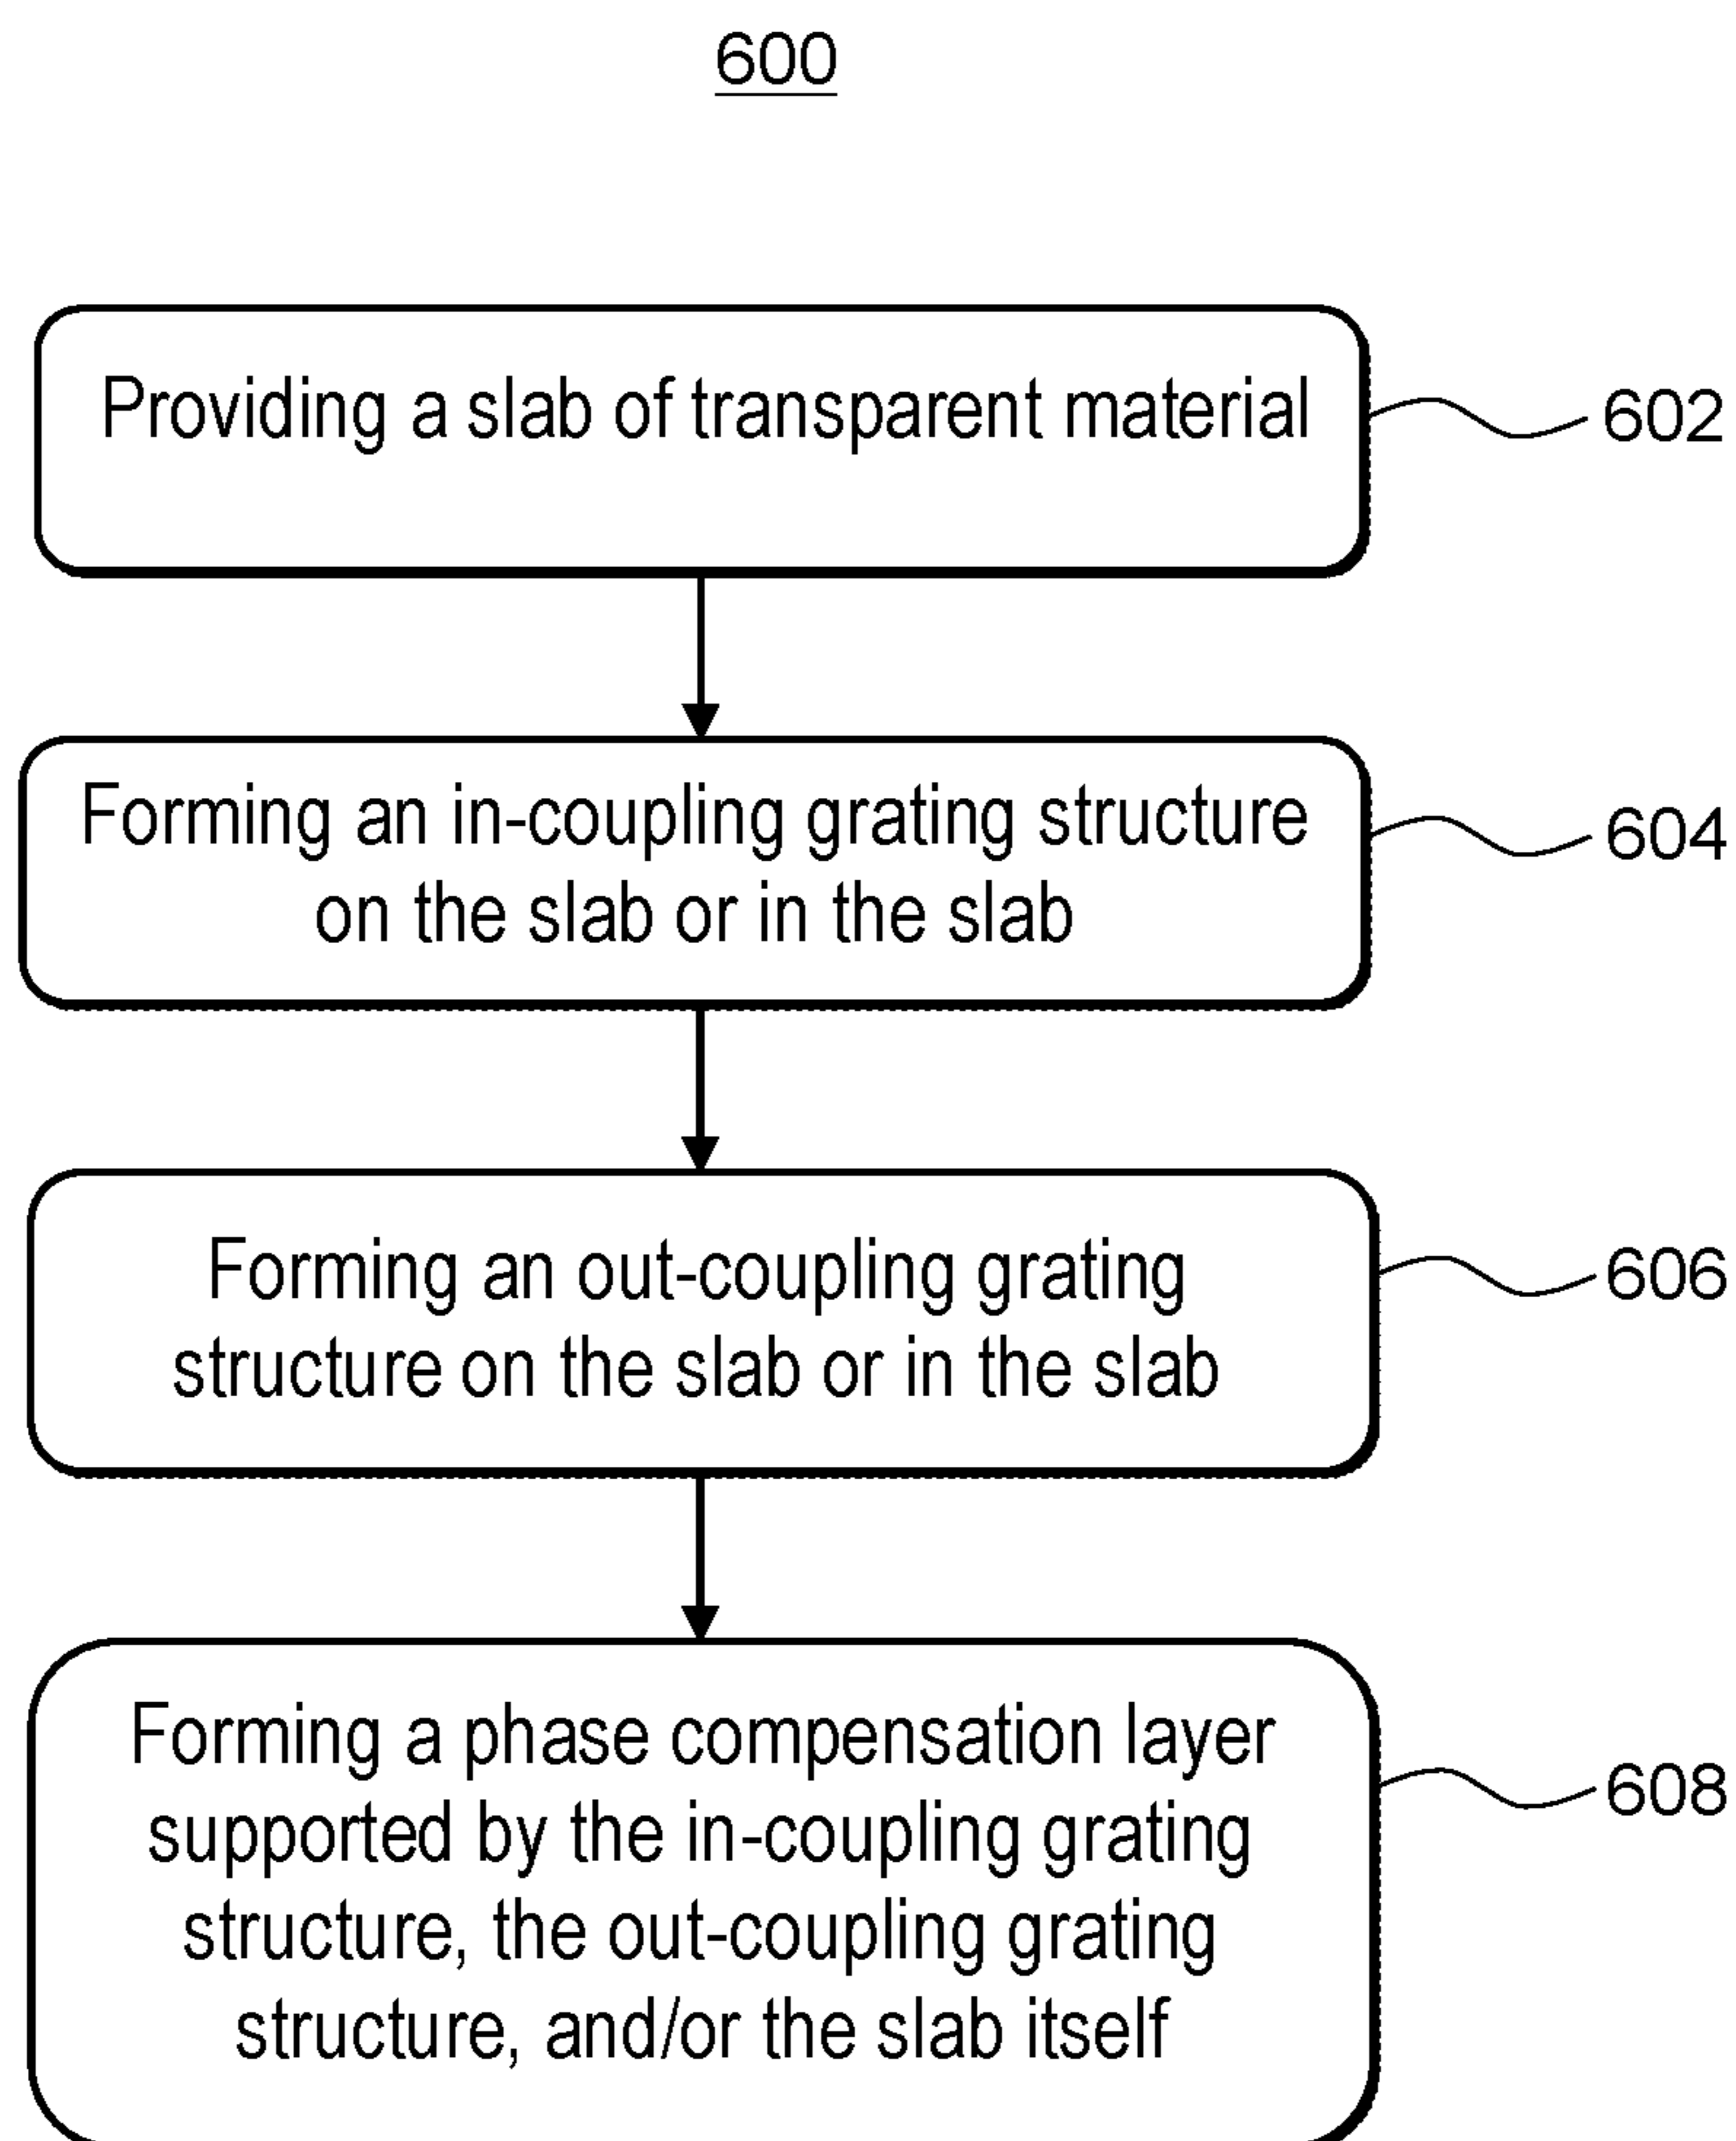 600
Providing a slab of transparent material
602
Forming an in-coupling grating structure
on the slab or in the slab
604
Forming an out-coupling grating
structure on the slab or in the slab
606
Forming a phase compensation layer
supported by the in-coupling grating
structure, the out-coupling grating
structure, and/or the slab itself
608